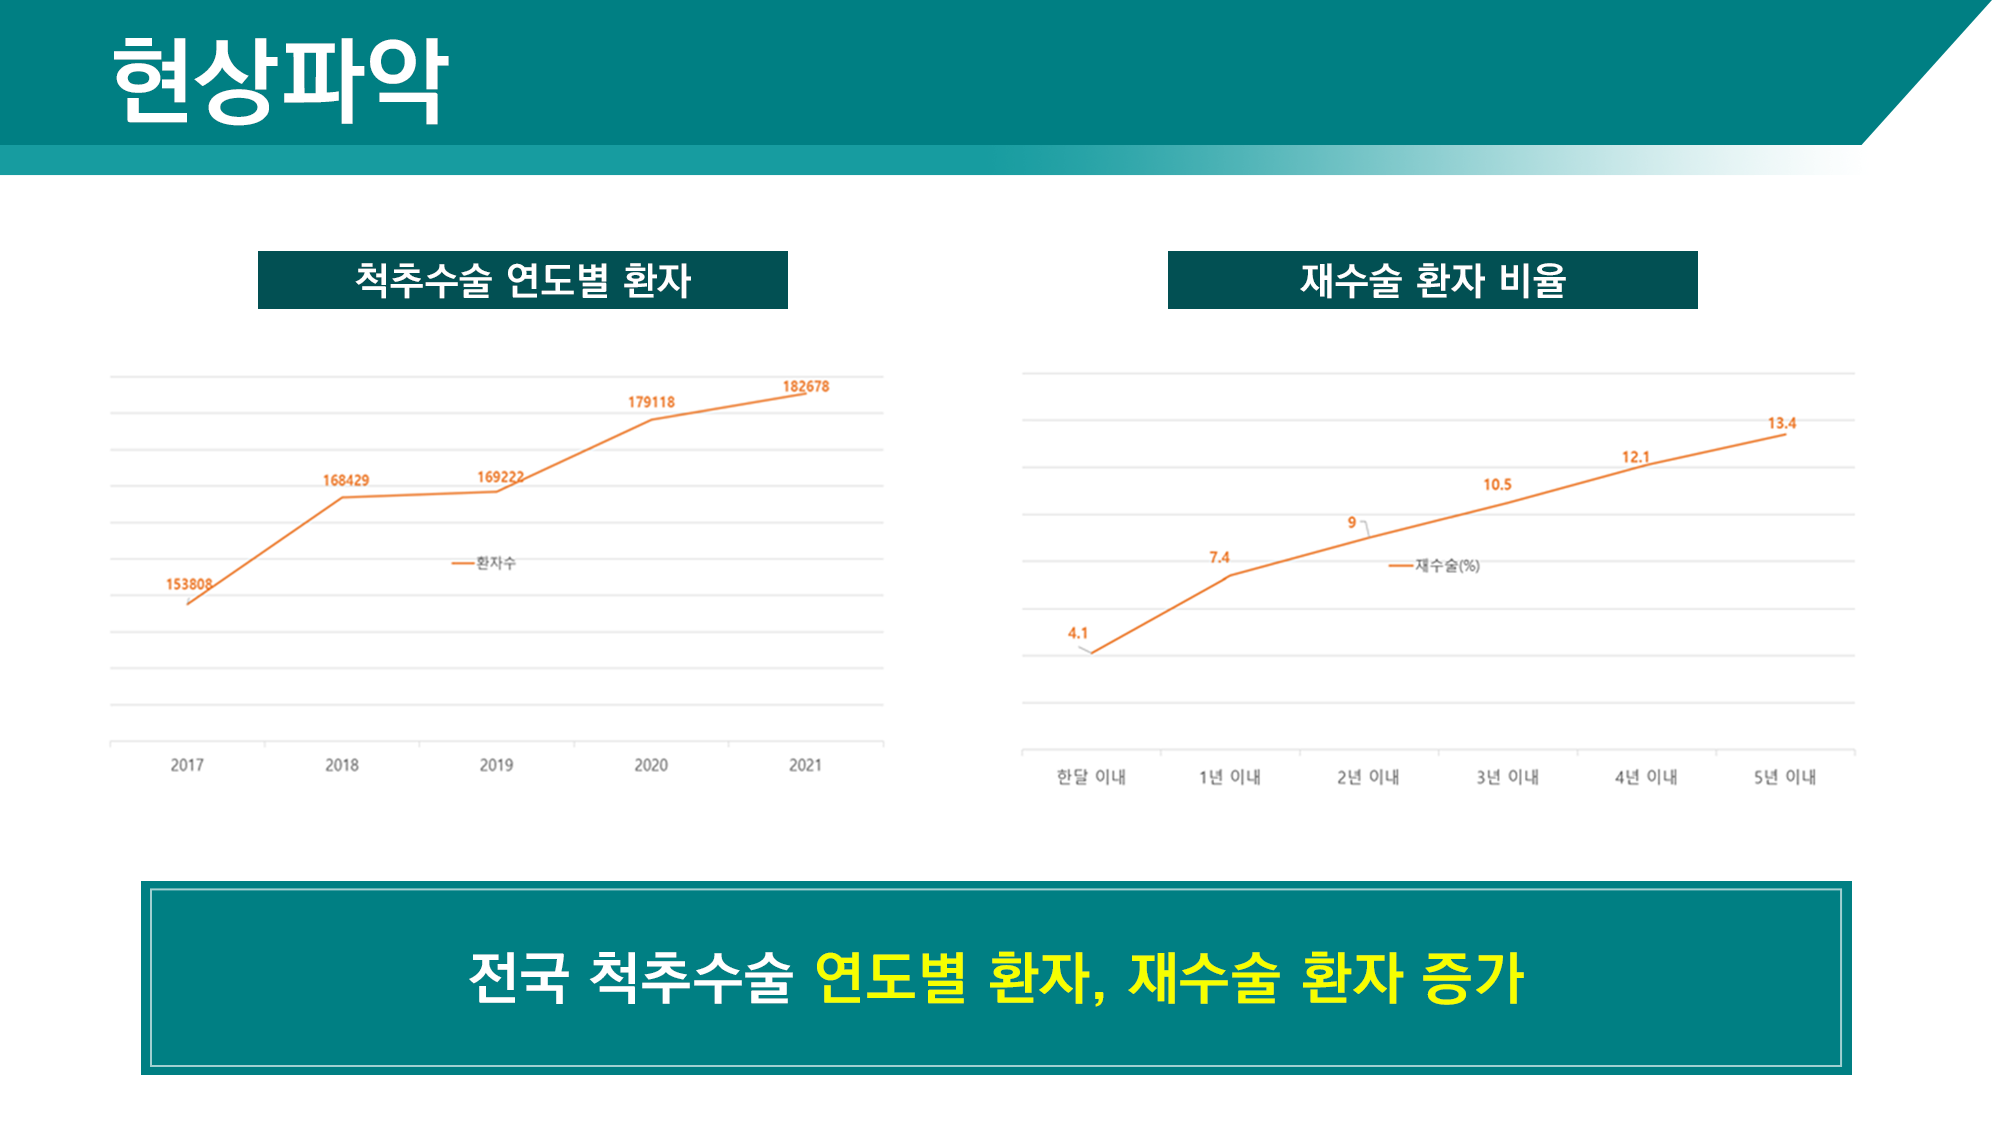 현상파악
척추수술 연도별 환자
재수술 환자 비율
182678
179118
169222
168429
153808
환자수
2017 2018 2019 2020 2021
13.4
12.1
10.5
9
7.4
4.1
재수술(%)
한달 이내 1년 이내 2년 이내 3년 이내 4년 이내 5년 이내
전국 척추수술 연도별 환자, 재수술 환자 증가